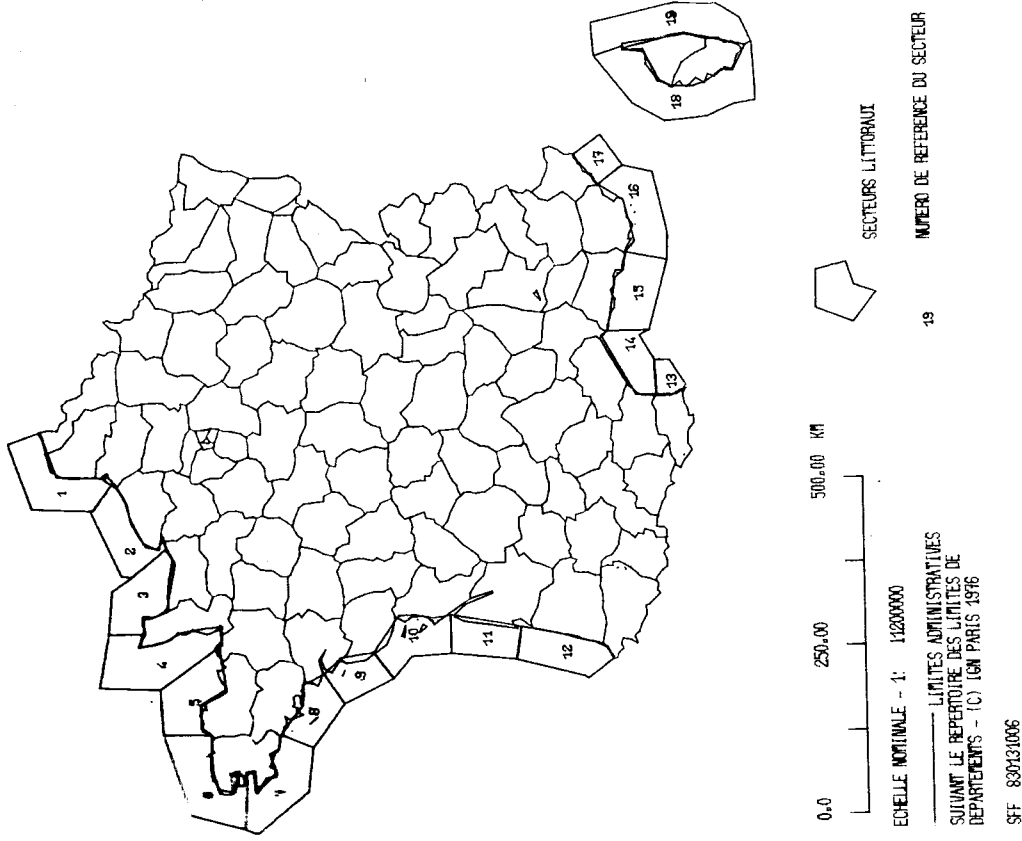 1
2
3
4
5
6
7
8
9
10
11
12
13
14
15
16
17
18
19
0.0 250.00 500.00 KM
ECHELLE NOMINALE - 1: 11200000
LIMITES ADMINISTRATIVES
SUIVANT LE REPERTOIRE DES LIMITES DE
DEPARTEMENTS - (C) IGN PARIS 1976
SFF 830131006
SECTEURS LITTORAUX
19 NUMERO DE REFERENCE DU SECTEUR